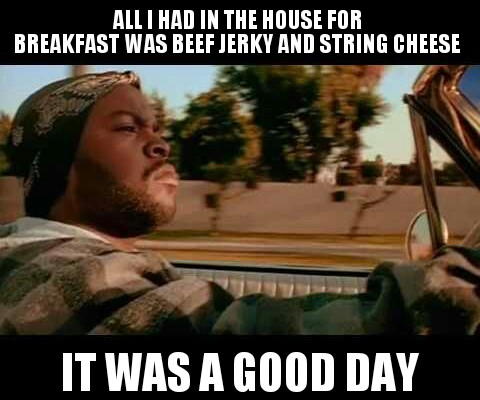 ALL I HAD IN THE HOUSE FOR
BREAKFAST WAS BEEF JERKY AND STRING CHEESE
IT WAS A GOOD DAY